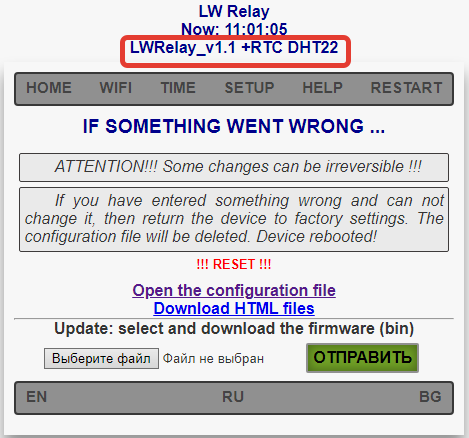 LW Relay
Now: 11:01:05
LWRelay_v1.1 +RTC DHT22
HOME WIFI TIME SETUP HELP RESTART
IF SOMETHING WENT WRONG ...
ATTENTION!!! Some changes can be irreversible !!!
If you have entered something wrong and can not
change it, then return the device to factory settings. The
configuration file will be deleted. Device rebooted!
!!! RESET !!!
Open the configuration file
Download HTML files
Update: select and download the firmware (bin)
Выберите файл Файл не выбран ОТПРАВИТЬ
EN RU BG